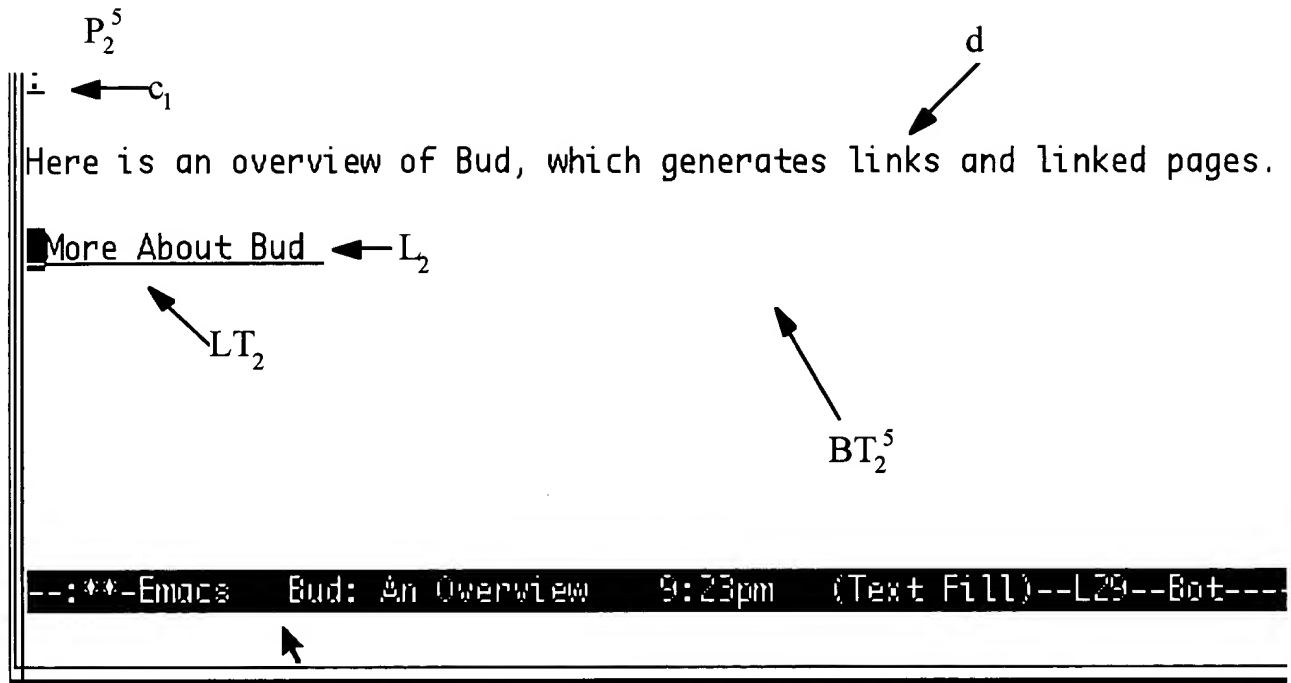 P₂⁵
d
: c₁
Here is an overview of Bud, which generates links and linked pages.
More About Bud L₂
LT₂
BT₂⁵
--:**-Emacs Bud: An Overview 9:23pm (Text Fill)--L29--Bot----